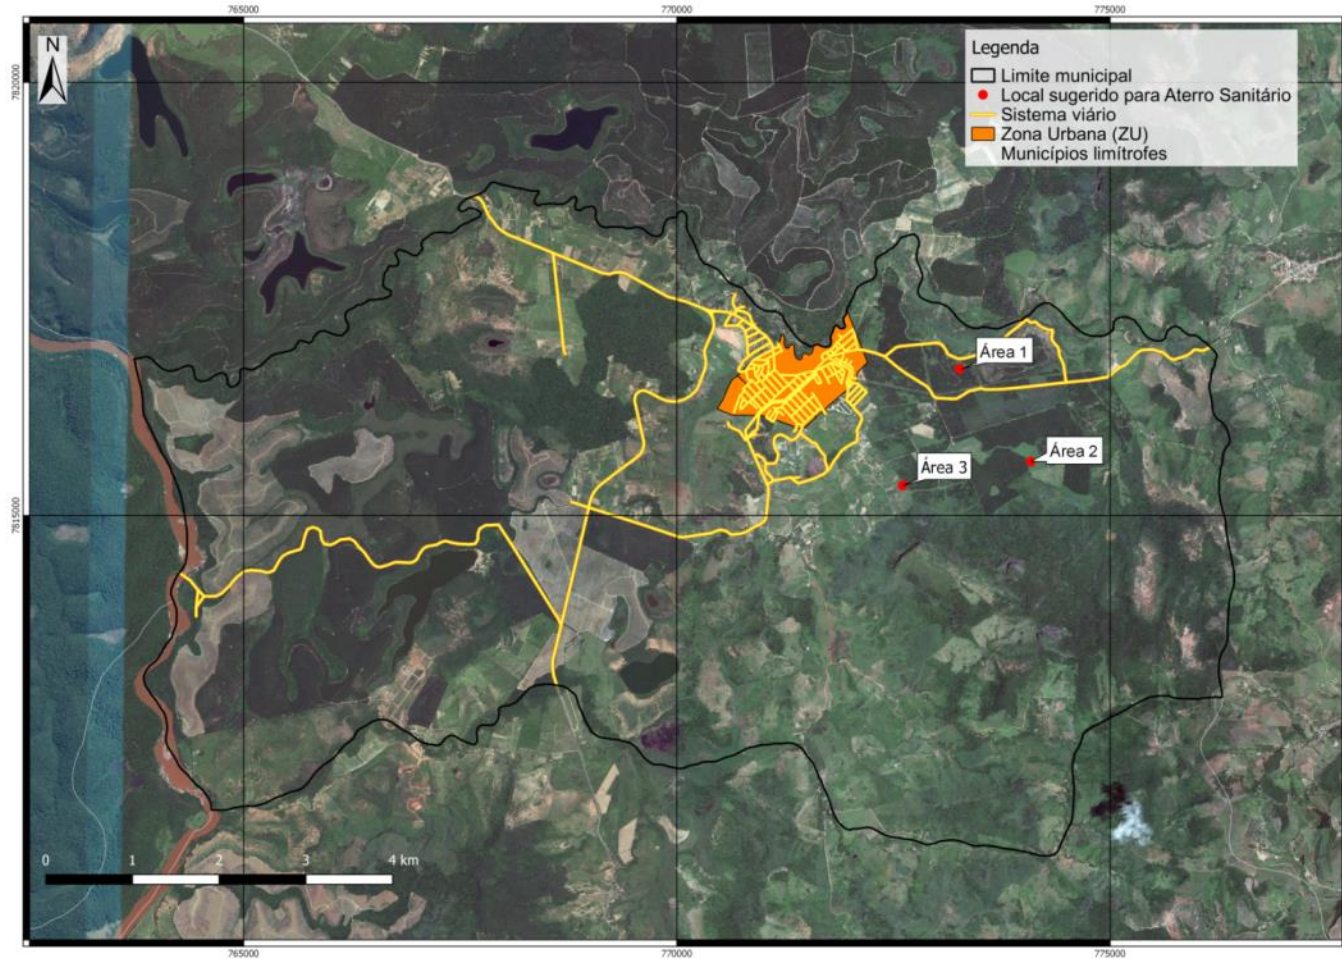 765000
770000
775000
N
Legenda
Limite municipal
Local sugerido para Aterro Sanitário
Sistema viário
Zona Urbana (ZU)
Municípios limítrofes
7820000
Área 1
Área 2
Área 3
7815000
0 1 2 3 4 km
765000
770000
775000